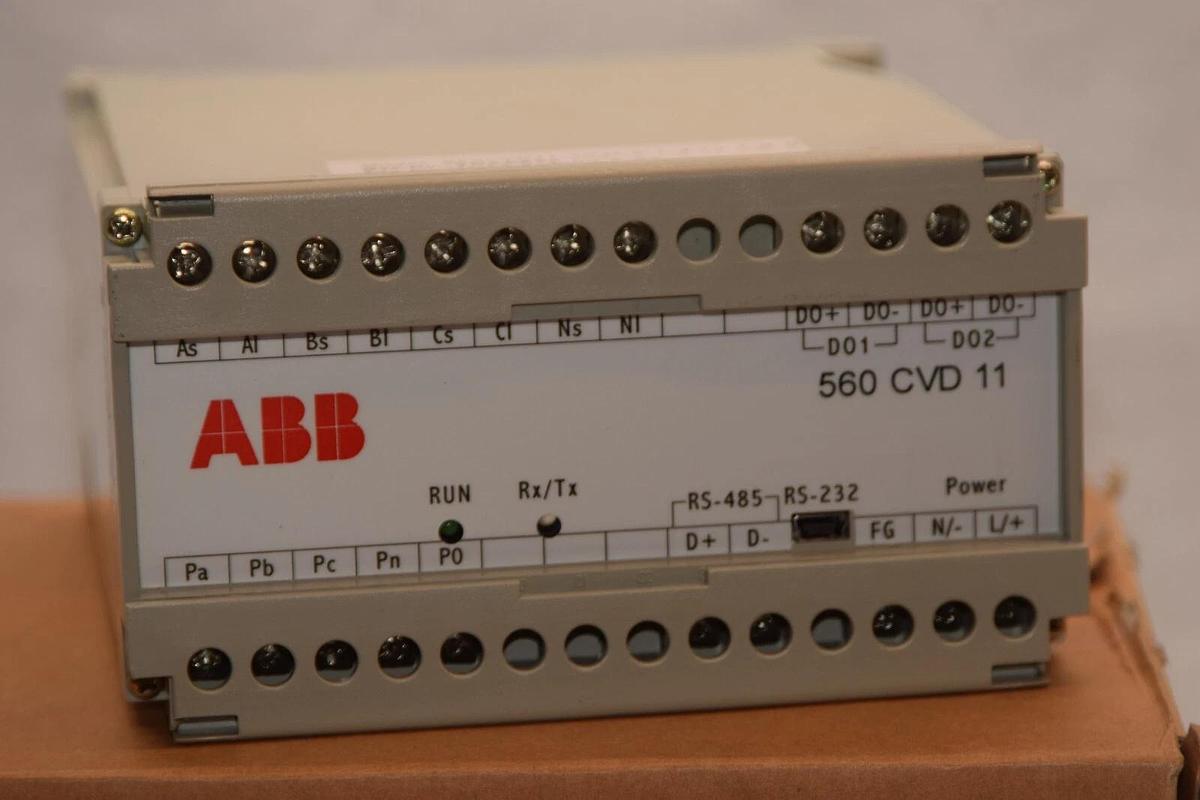 As Al Bs Bl Cs Cl Ns Nl DO+ DO- DO+ DO-
DO1 DO2
560 CVD 11
ABB
RUN Rx/Tx RS-485 RS-232 Power
Pa Pb Pc Pn P0 D+ D- FG N/- L/+